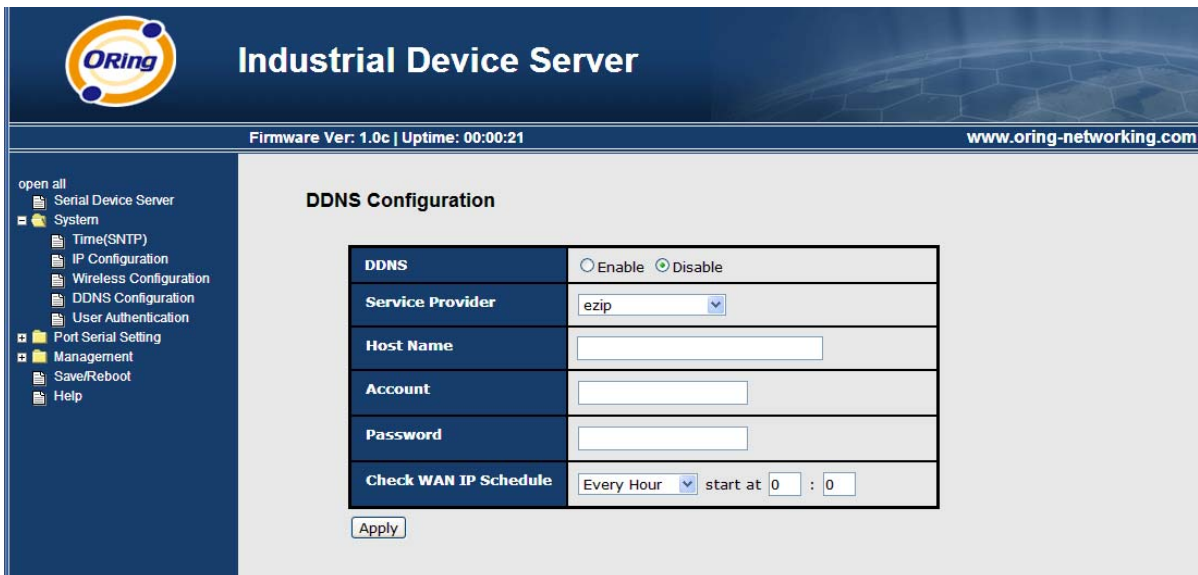 ORing
Industrial Device Server
Firmware Ver: 1.0c | Uptime: 00:00:21
www.oring-networking.com
open all
Serial Device Server
System
Time(SNTP)
IP Configuration
Wireless Configuration
DDNS Configuration
User Authentication
Port Serial Setting
Management
Save/Reboot
Help
DDNS Configuration
DDNS Enable Disable
Service Provider ezip
Host Name
Account
Password
Check WAN IP Schedule Every Hour start at 0 : 0
Apply